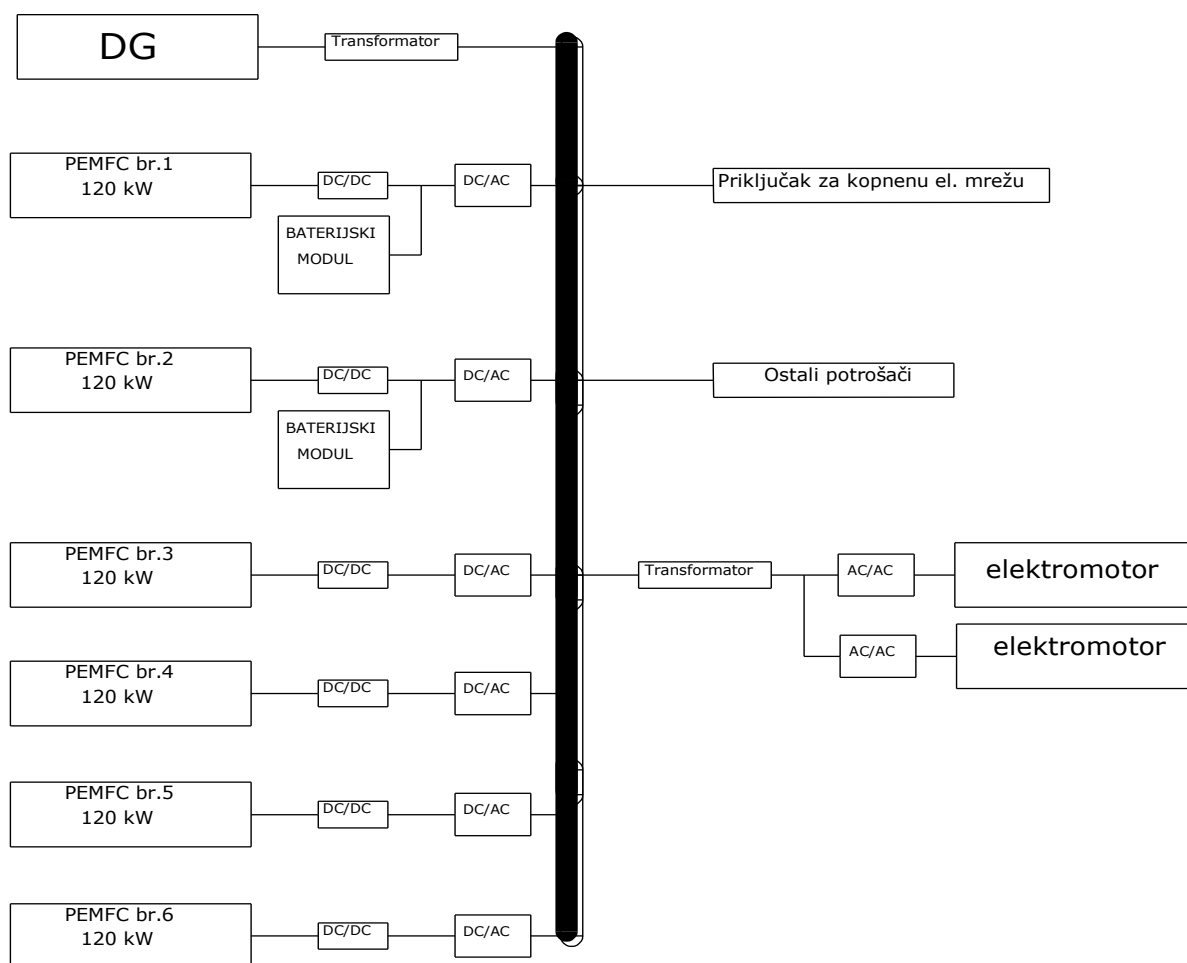 DG
Transformator
PEMFC br.1
120 kW
DC/DC
DC/AC
BATERIJSKI
MODUL
Priključak za kopnenu el. mrežu
PEMFC br.2
120 kW
DC/DC
DC/AC
BATERIJSKI
MODUL
Ostali potrošači
PEMFC br.3
120 kW
DC/DC
DC/AC
Transformator
AC/AC
elektromotor
AC/AC
elektromotor
PEMFC br.4
120 kW
DC/DC
DC/AC
PEMFC br.5
120 kW
DC/DC
DC/AC
PEMFC br.6
120 kW
DC/DC
DC/AC